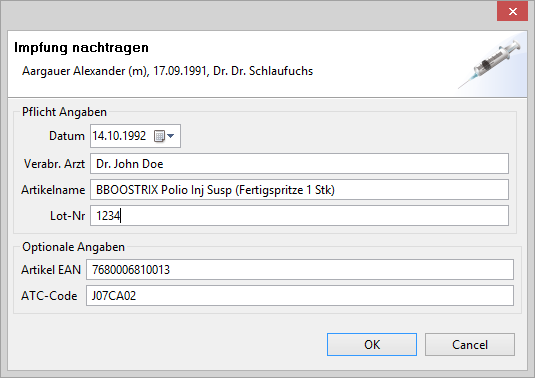 Impfung nachtragen
Aargauer Alexander (m), 17.09.1991, Dr. Dr. Schlaufuchs
Pflicht Angaben
Datum 14.10.1992
Verabr. Arzt Dr. John Doe
Artikelname BBOOSTRIX Polio Inj Susp (Fertigspritze 1 Stk)
Lot-Nr 1234
Optionale Angaben
Artikel EAN 7680006810013
ATC-Code J07CA02
OK Cancel